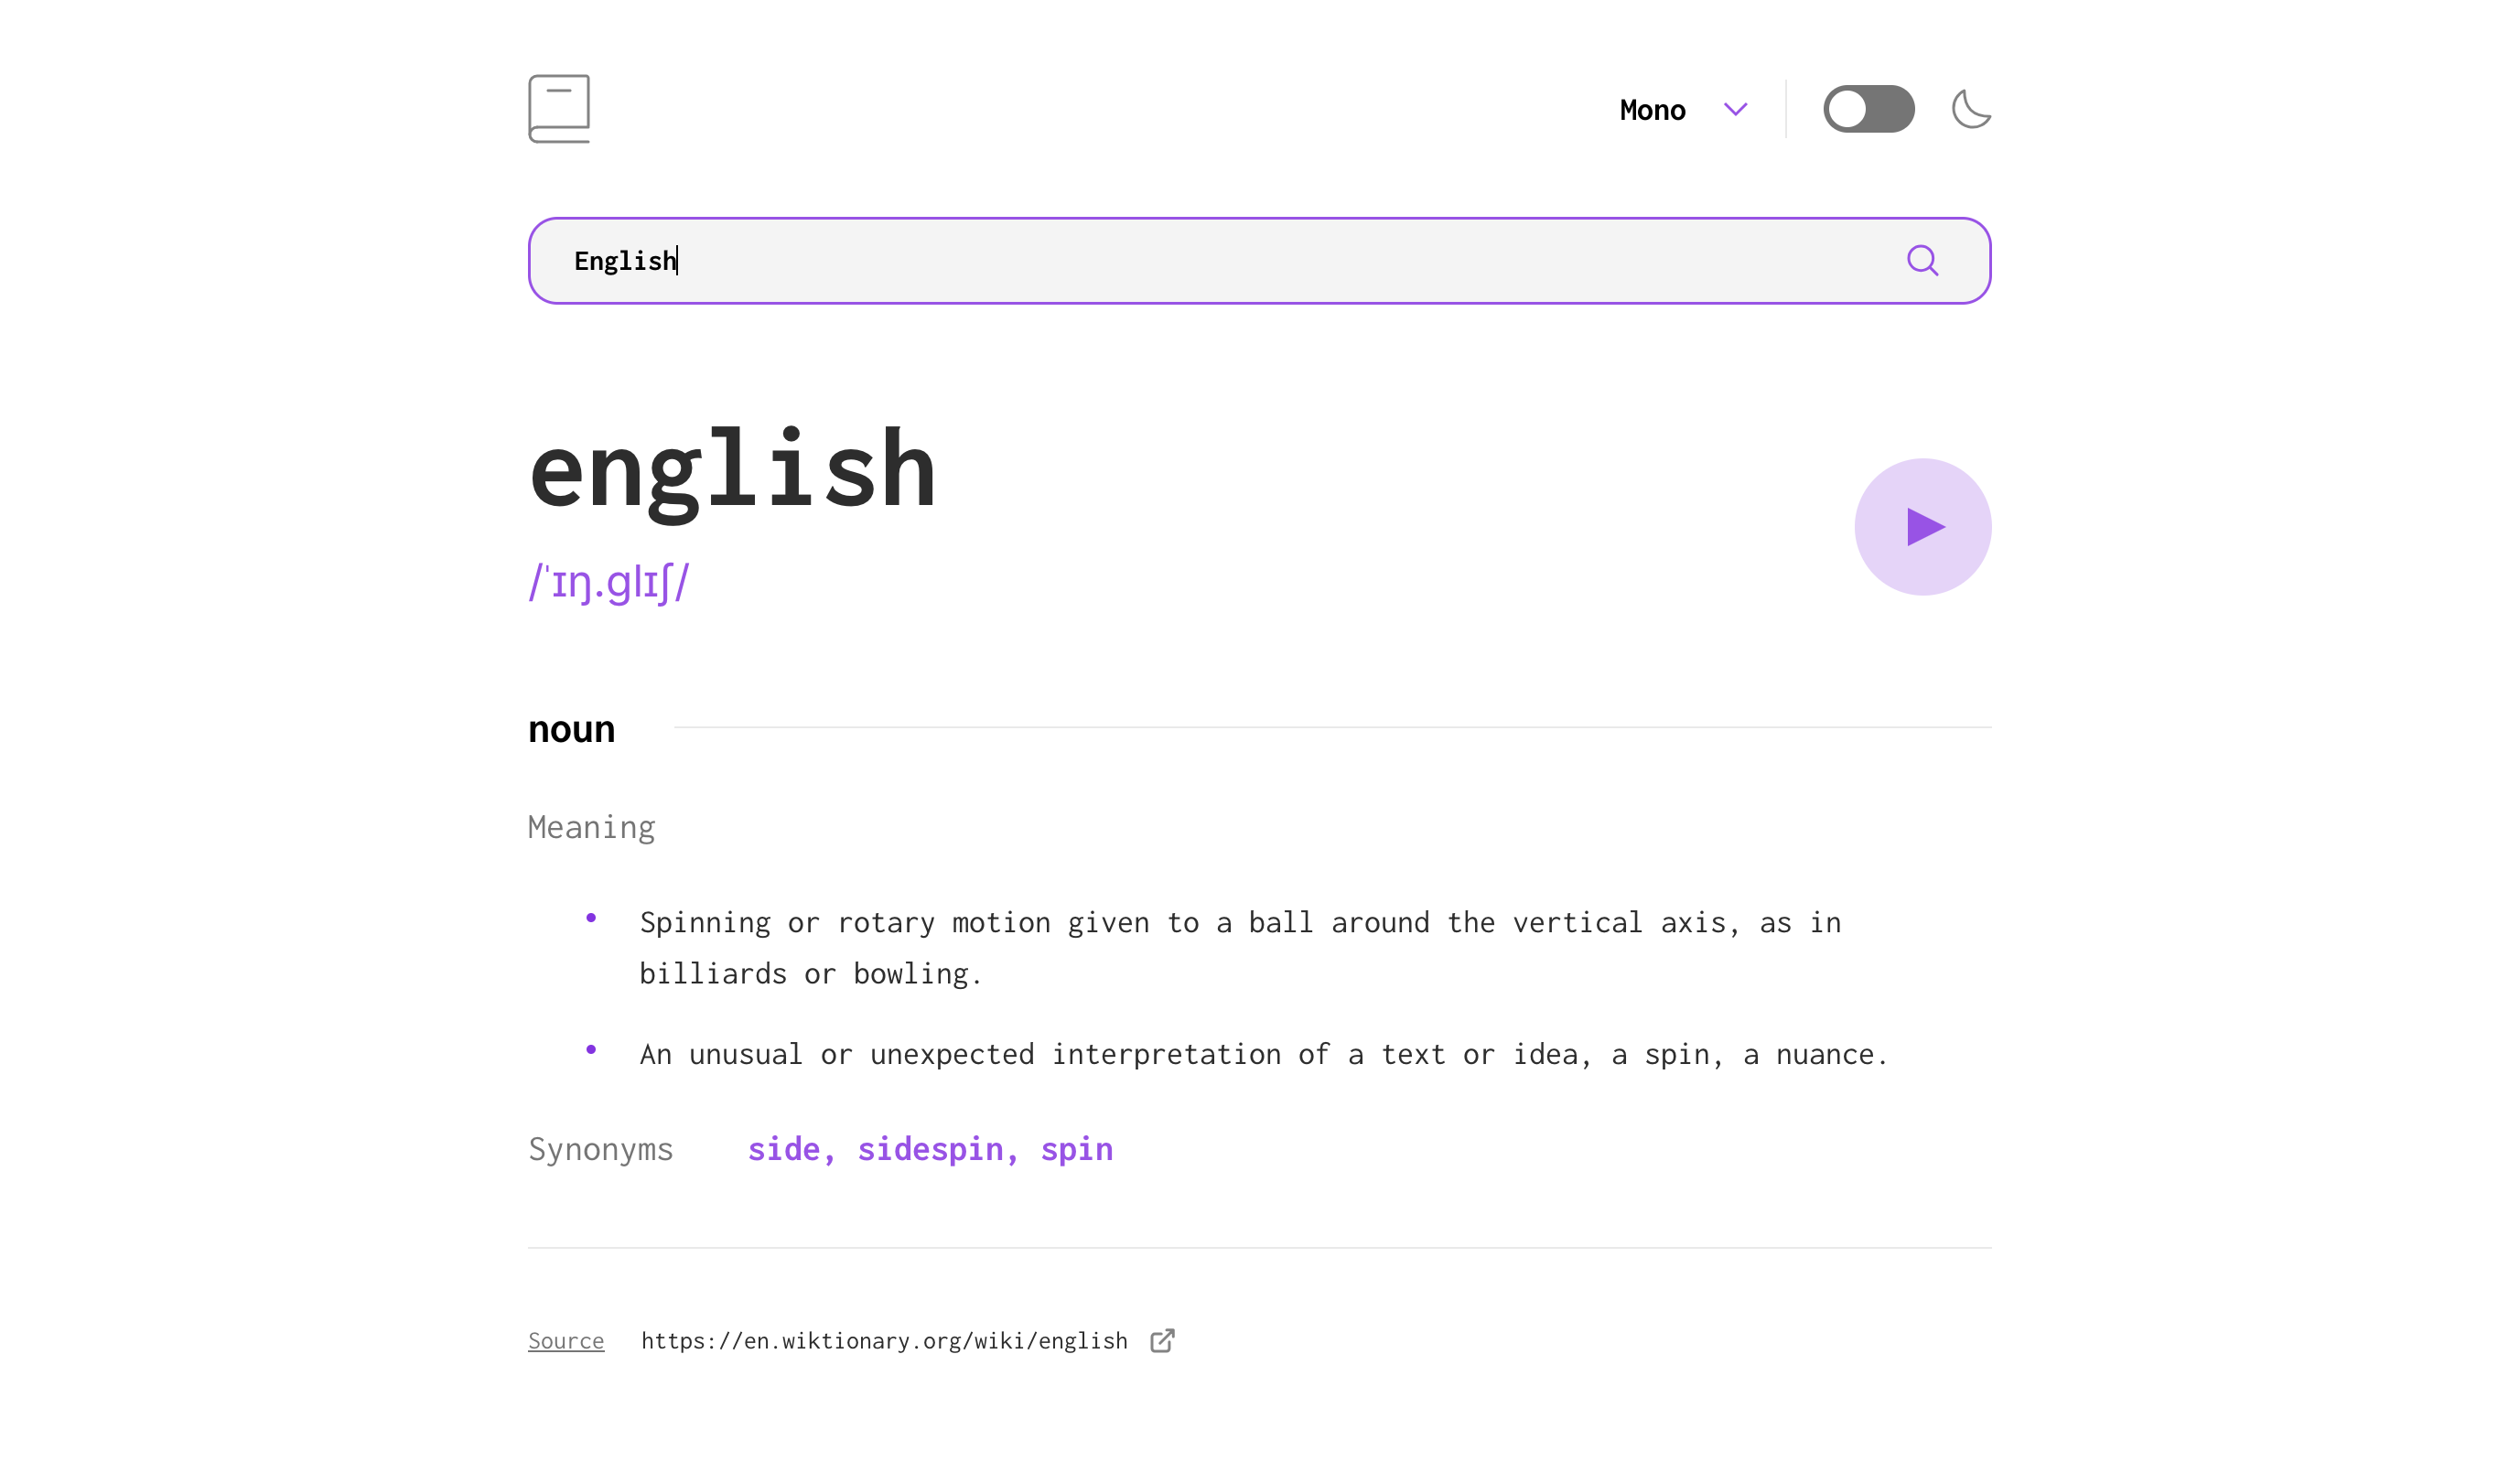 Mono
English
english
/ˈɪŋ.ɡlɪʃ/
noun
Meaning
Spinning or rotary motion given to a ball around the vertical axis, as in
billiards or bowling.
An unusual or unexpected interpretation of a text or idea, a spin, a nuance.
Synonyms side, sidespin, spin
Source https://en.wiktionary.org/wiki/english